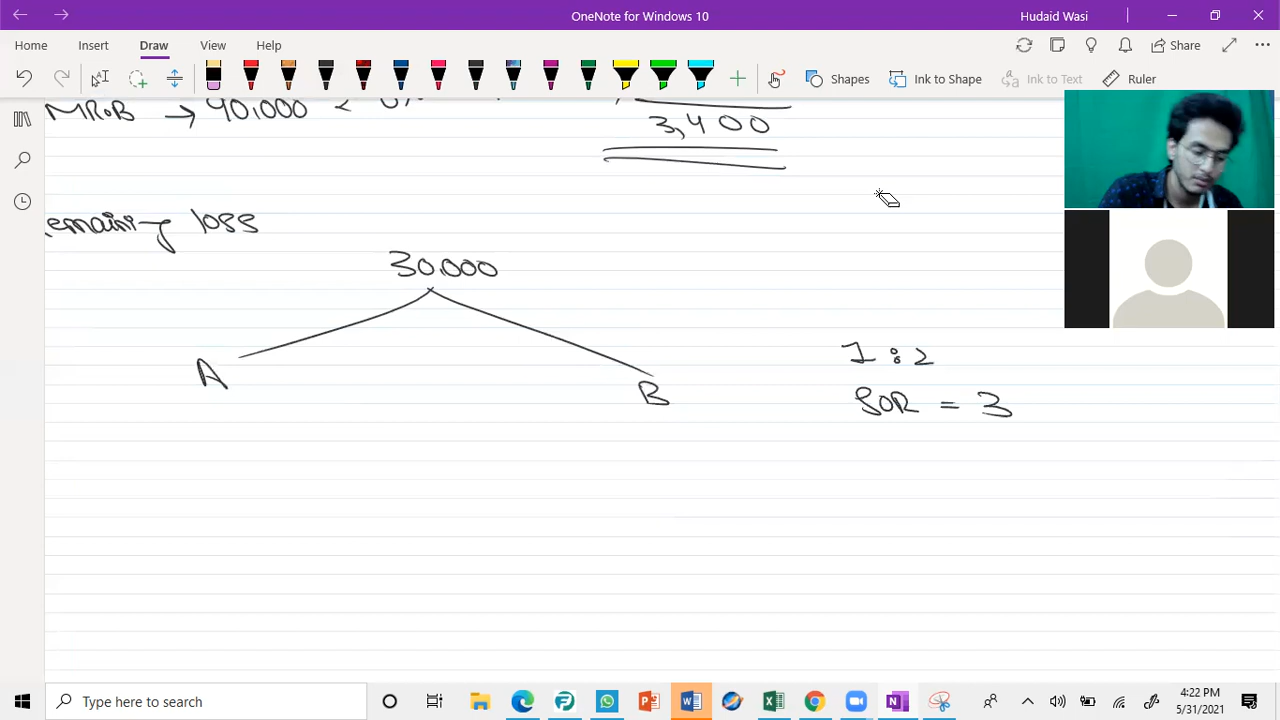 OneNote for Windows 10
Hudaid Wasi
Home Insert Draw View Help
Share
Shapes Ink to Shape Ink to Text Ruler
MR.B → 40,000
3,400
emaining loss
30,000
A
B
1 : 2
SOR = 3
Type here to search
4:22 PM
5/31/2021